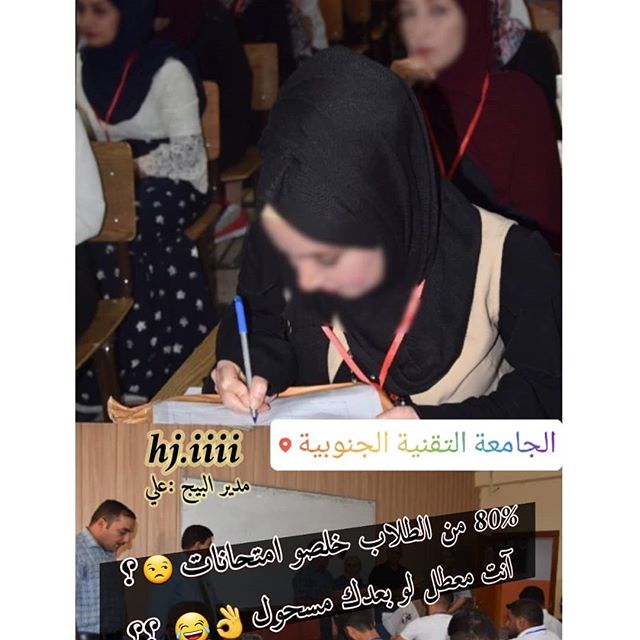 الجامعة التقنية الجنوبية
hj.iiii
مدير البيج :علي
80% من الطلاب خلصو امتحانات 😒 ؟
آنت معطل لو بعدك مسحول 👌😂 ؟؟